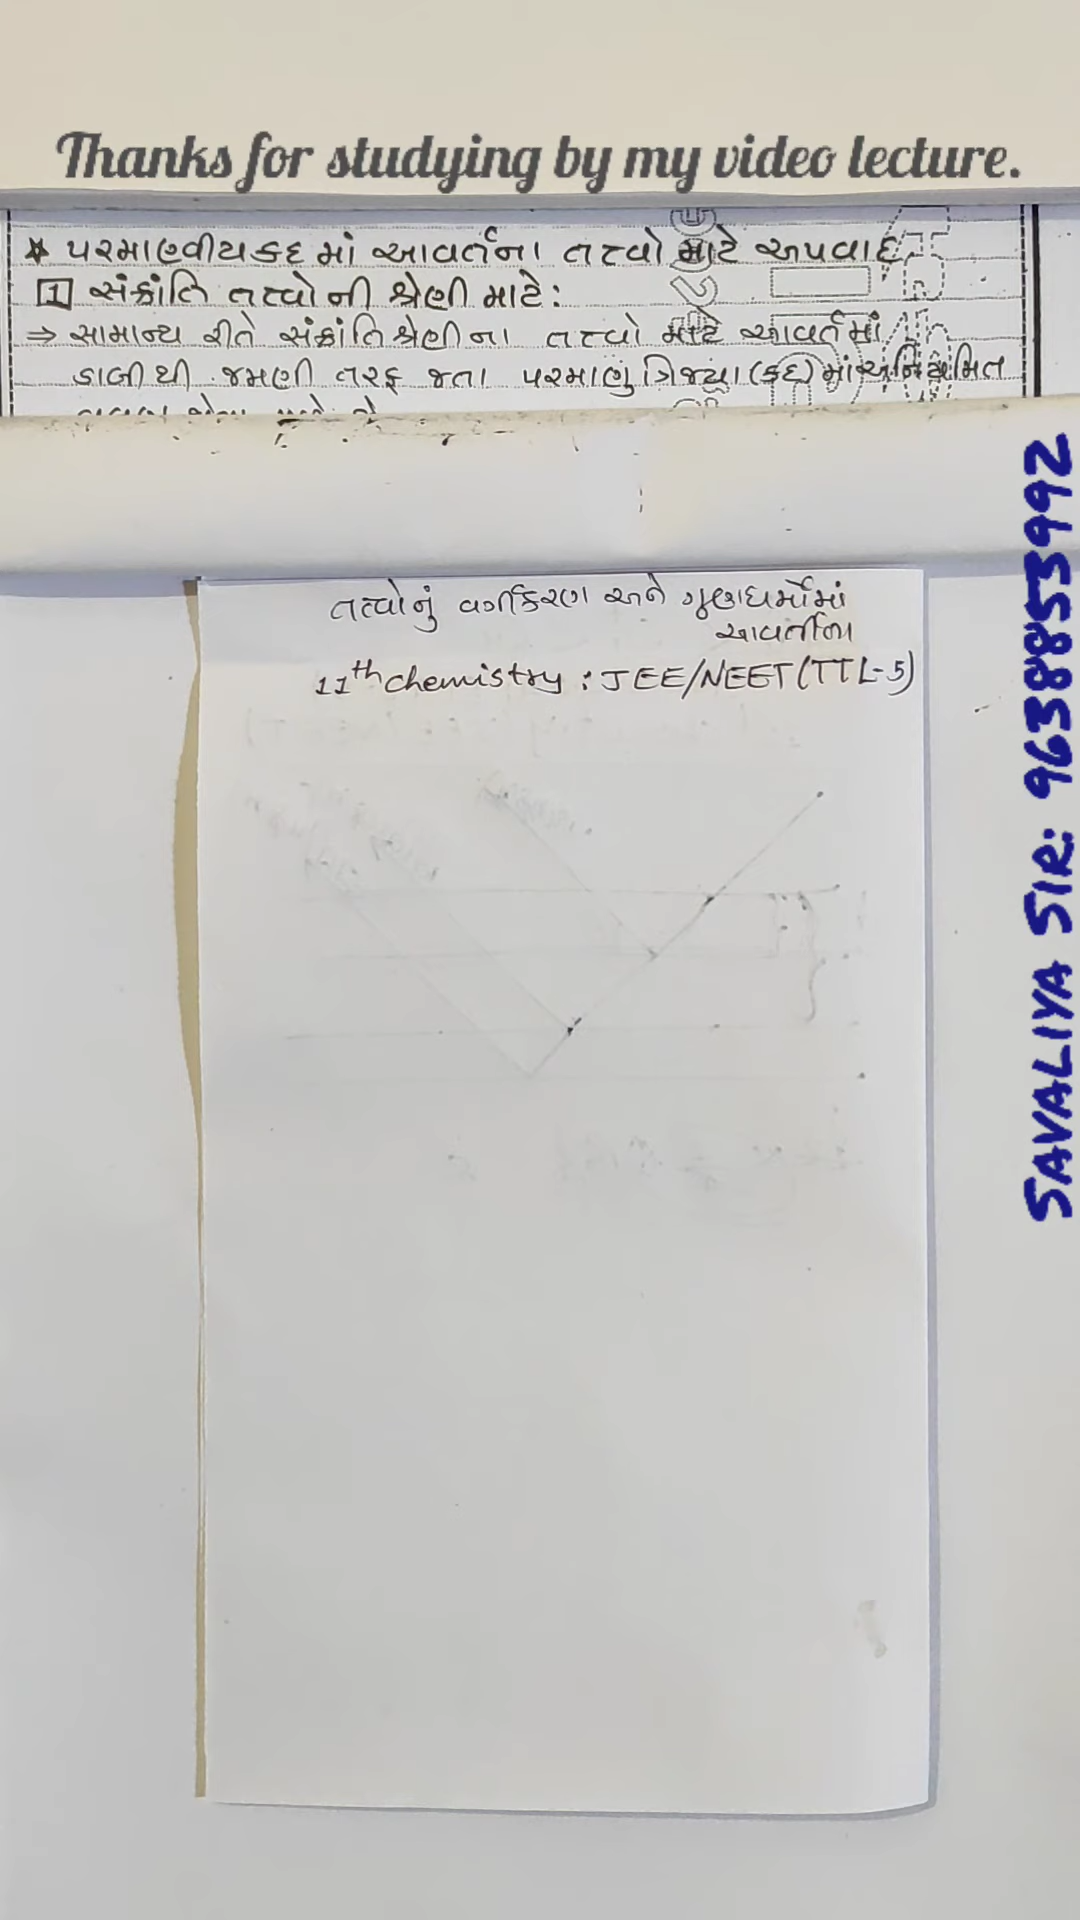 Thanks for studying by my video lecture.
* પરમાણ્વીય કદ માં આવર્તના તત્વો માટે અપવાદ
1 સંક્રાંતિ તત્વો ની શ્રેણી માટે:
⇒ સામાન્ય રીતે સંક્રાંતિ શ્રેણીના તત્વો માટે આવર્ત માં
ડાબી થી જમણી તરફ જતા પરમાણું ત્રિજ્યા (કદ) માં અનિયમિત
તત્વોનું વર્ગીકરણ અને ગુણધર્મોમાં
આવર્તીતા
11th chemistry : JEE/NEET (TTL-5)
SAVALIYA SIR: 9638853992